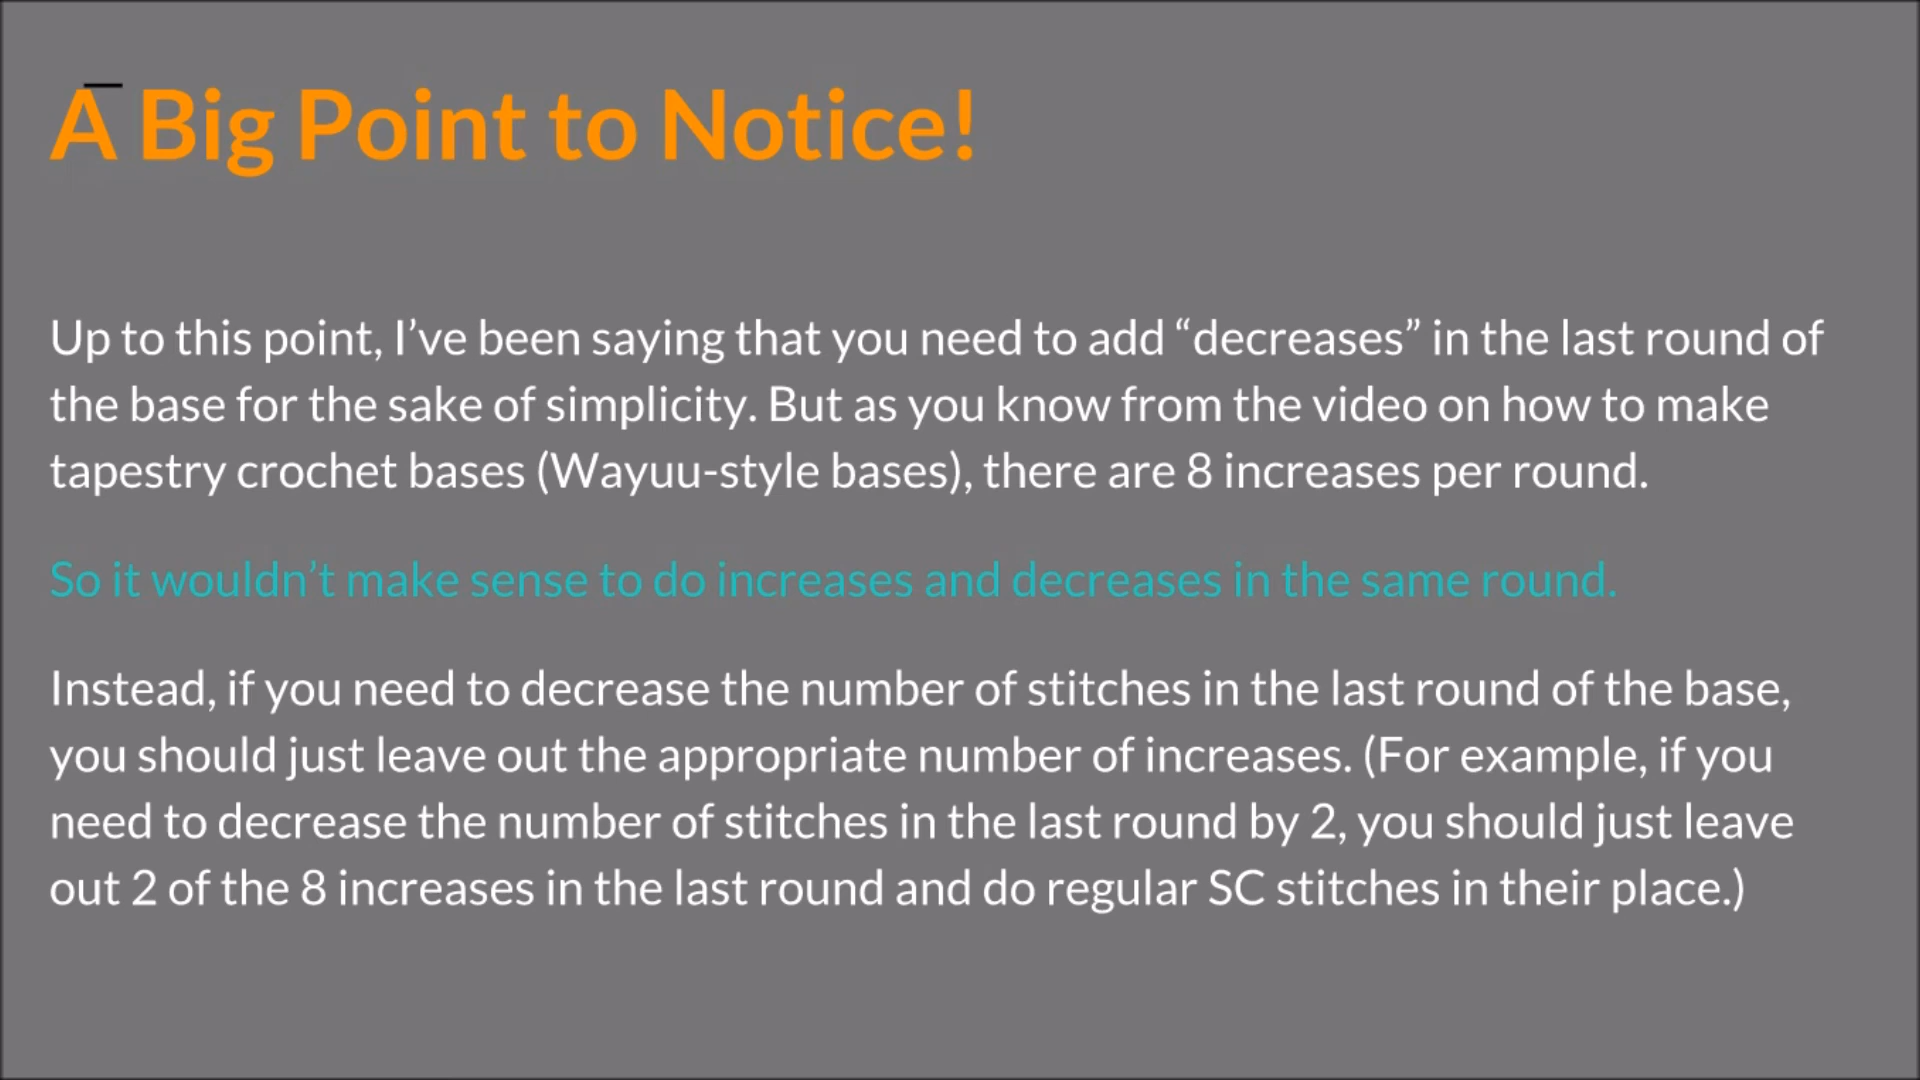 A Big Point to Notice!
Up to this point, I’ve been saying that you need to add “decreases” in the last round of
the base for the sake of simplicity. But as you know from the video on how to make
tapestry crochet bases (Wayuu-style bases), there are 8 increases per round.
So it wouldn’t make sense to do increases and decreases in the same round.
Instead, if you need to decrease the number of stitches in the last round of the base,
you should just leave out the appropriate number of increases. (For example, if you
need to decrease the number of stitches in the last round by 2, you should just leave
out 2 of the 8 increases in the last round and do regular SC stitches in their place.)